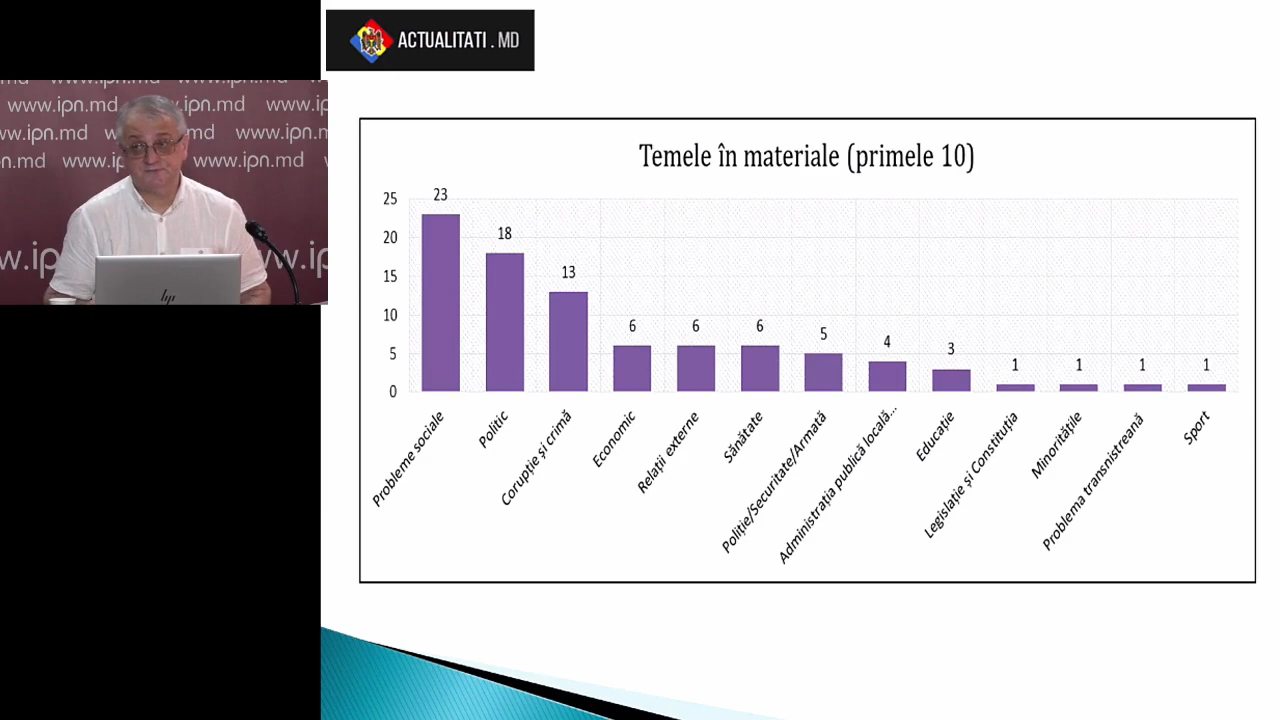 ACTUALITATI.MD
www.ipn.md www.ipn.md
www.ipn.md www.ipn.md
www.ipn.md
hp
Temele în materiale (primele 10)
25
20
15
10
5
0
23
18
13
6
6
6
5
4
3
1
1
1
1
Probleme sociale
Politic
Corupție și crimă
Economic
Relații externe
Sănătate
Poliție/Securitate/Armată
Administrația publică locală...
Educație
Legislație și Constituția
Minoritățile
Problema transnistreană
Sport